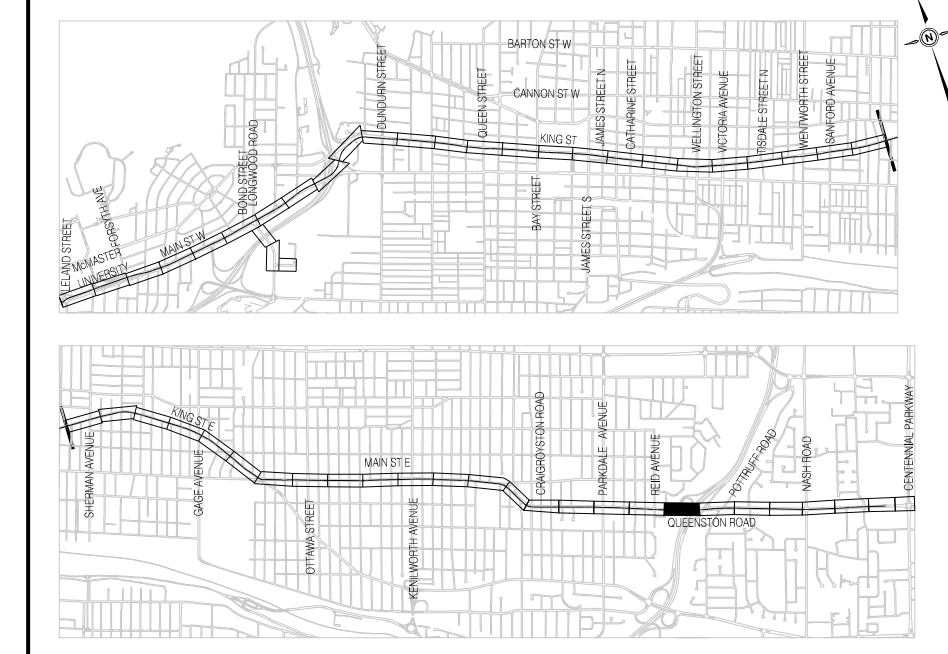 N
BARTON ST W
DUNDURN STREET
QUEEN STREET
CANNON ST W
JAMES STREET N
CATHARINE STREET
WELLINGTON STREET
VICTORIA AVENUE
TISDALE STREET N
WENTWORTH STREET
SANFORD AVENUE
KING ST
BOND STREET
LONGWOOD ROAD
BAY STREET
JAMES STREET S
LELAND STREET
FORSYTH AVE
McMASTER
UNIVERSITY
MAIN ST W
SHERMAN AVENUE
KING ST E
GAGE AVENUE
MAIN ST E
OTTAWA STREET
KENILWORTH AVENUE
CRAIGROYSTON ROAD
PARKDALE AVENUE
REID AVENUE
POTTRUFF ROAD
NASH ROAD
CENTENNIAL PARKWAY
QUEENSTON ROAD